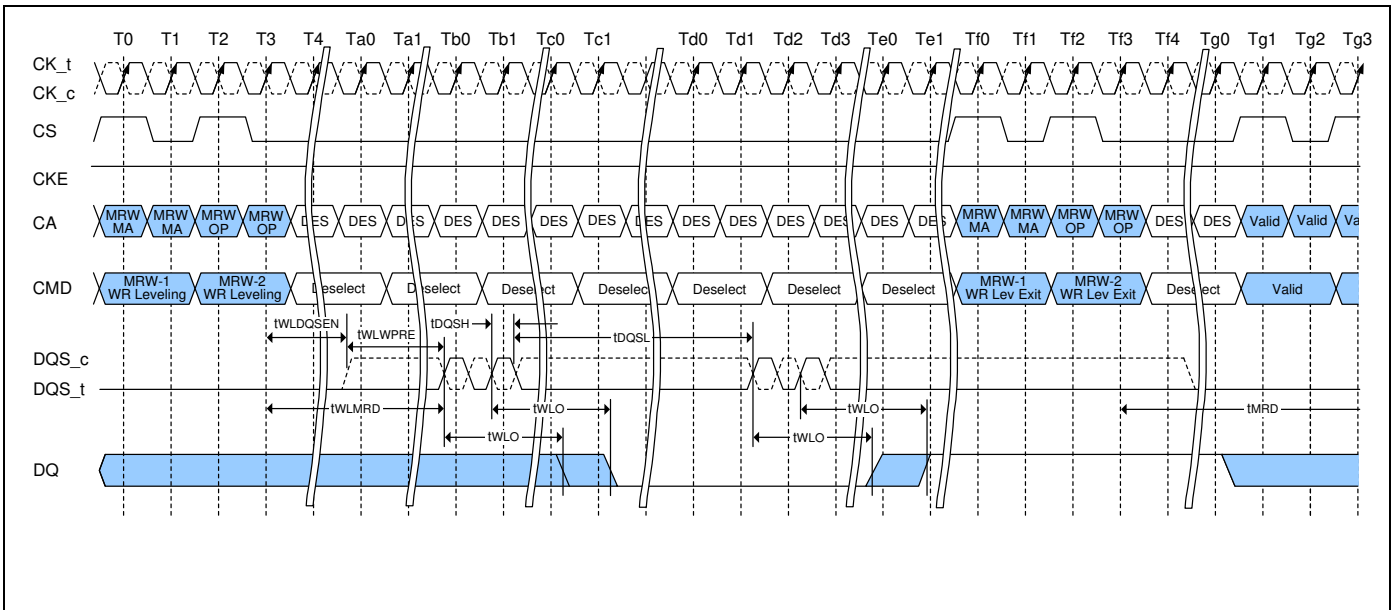 T0 T1 T2 T3 T4 Ta0 Ta1 Tb0 Tb1 Tc0 Tc1 Td0 Td1 Td2 Td3 Te0 Te1 Tf0 Tf1 Tf2 Tf3 Tf4 Tg0 Tg1 Tg2 Tg3
CK_t
CK_c
CS
CKE
CA
MRW MRW MRW MRW DES DES DES DES DES DES DES DES DES DES DES DES DES DES MRW MRW MRW MRW DES DES Valid Valid Va
MA MA OP OP MA MA OP OP
CMD
MRW-1 MRW-2 Deselect Deselect Deselect Deselect Deselect Deselect Deselect MRW-1 MRW-2 Deselect Valid
WR Leveling WR Leveling WR Lev Exit WR Lev Exit
tWLDQSEN tWLWPRE tDQSH tDQSL
DQS_c
DQS_t
tWLMRD tWLO tWLO tMRD
tWLO tWLO
DQ